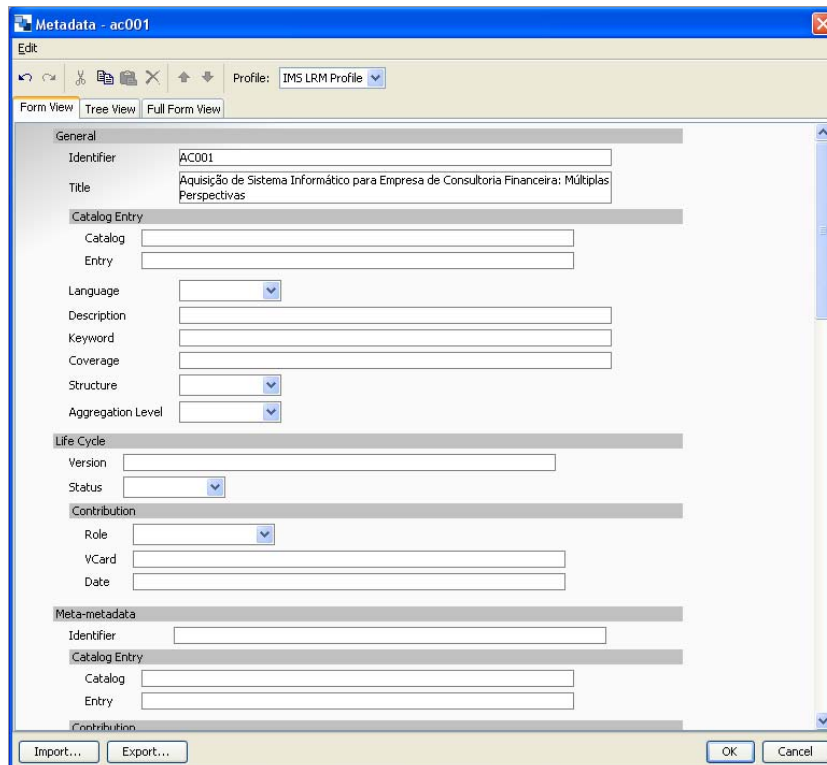 Metadata - ac001
Edit
Profile: IMS LRM Profile
Form View Tree View Full Form View
General
Identifier AC001
Title Aquisição de Sistema Informático para Empresa de Consultoria Financeira: Múltiplas
Perspectivas
Catalog Entry
Catalog
Entry
Language
Description
Keyword
Coverage
Structure
Aggregation Level
Life Cycle
Version
Status
Contribution
Role
VCard
Date
Meta-metadata
Identifier
Catalog Entry
Catalog
Entry
Contribution
Import... Export... OK Cancel